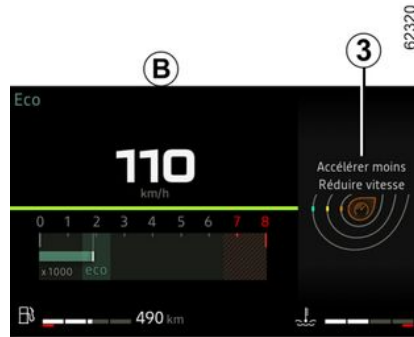 62320
B
3
Eco
110
km/h
Accélérer moins
Réduire vitesse
0 1 2 3 4 5 6 7 8
x 1000 eco
490 km